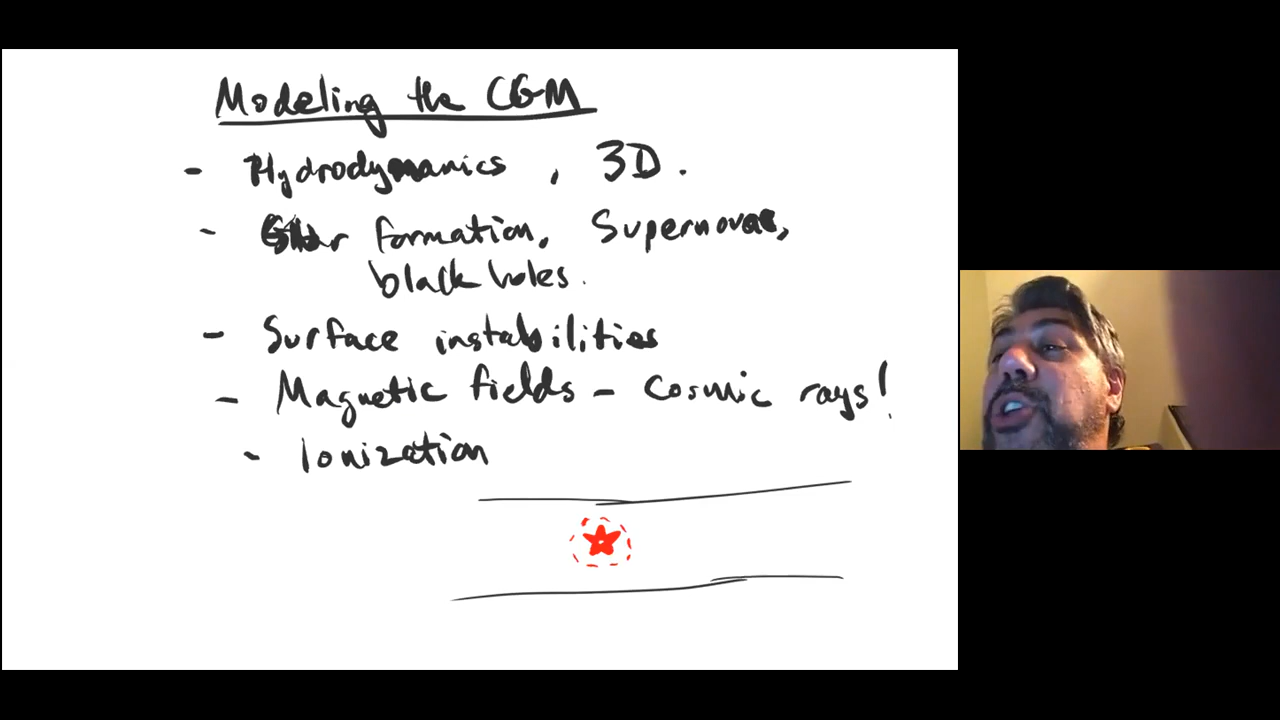 Modeling the CGM
- Hydrodynamics, 3D.
- Star formation, Supernovae,
black holes.
- Surface instabilities
- Magnetic fields - cosmic rays!
- Ionization